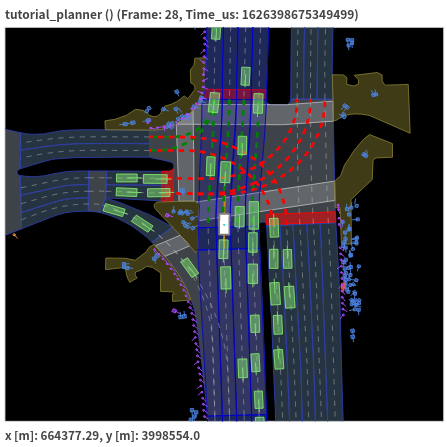 tutorial_planner () (Frame: 28, Time_us: 1626398675349499))
x [m]: 664377.29, y [m]: 3998554.0